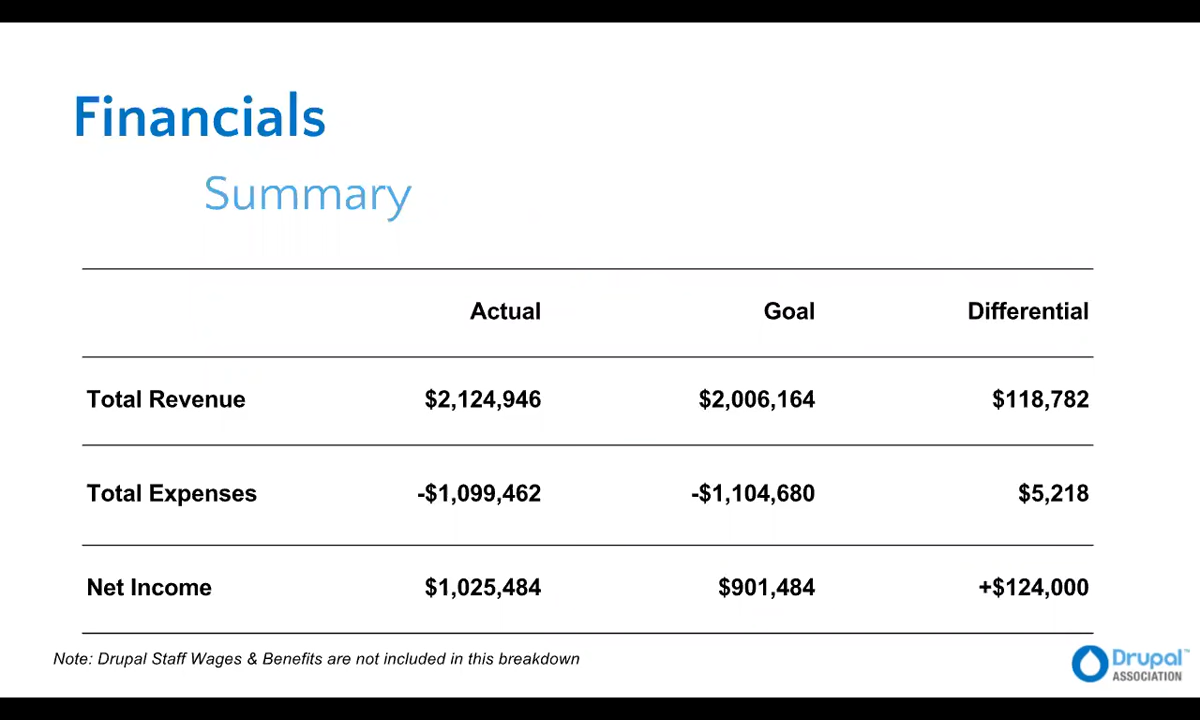 Financials
Summary
Actual Goal Differential
Total Revenue $2,124,946 $2,006,164 $118,782
Total Expenses -$1,099,462 -$1,104,680 $5,218
Net Income $1,025,484 $901,484 +$124,000
Note: Drupal Staff Wages & Benefits are not included in this breakdown
Drupal™
ASSOCIATION